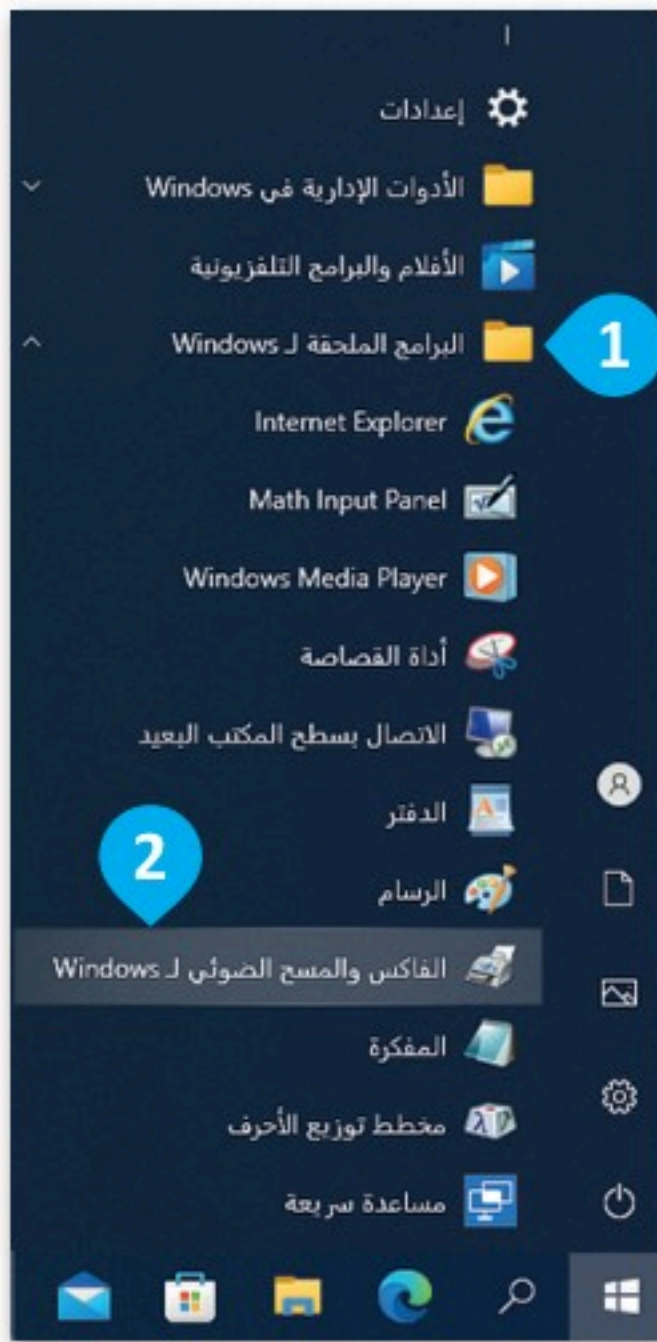 إعدادات
الأدوات الإدارية في Windows
الأفلام والبرامج التلفزيونية
البرامج الملحقة لـ Windows
1
Internet Explorer
Math Input Panel
Windows Media Player
أداة القصاصة
الاتصال بسطح المكتب البعيد
الدفتر
2
الرسام
الفاكس والمسح الضوئي لـ Windows
المفكرة
مخطط توزيع الأحرف
مساعدة سريعة